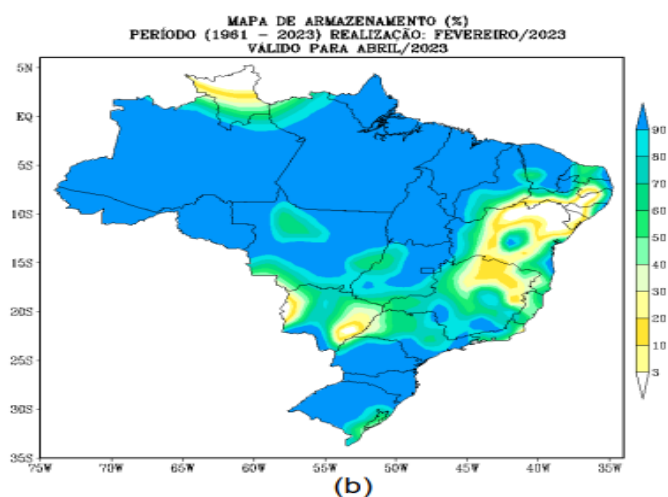 MAPA DE ARMAZENAMENTO (%)
PERÍODO (1961 – 2023) REALIZAÇÃO: FEVEREIRO/2023
VÁLIDO PARA ABRIL/2023
5N
EQ
5S
10S
15S
20S
25S
30S
35S
75W 70W 65W 60W 55W 50W 45W 40W 35W
90
80
70
60
50
40
30
20
10
3
(b)